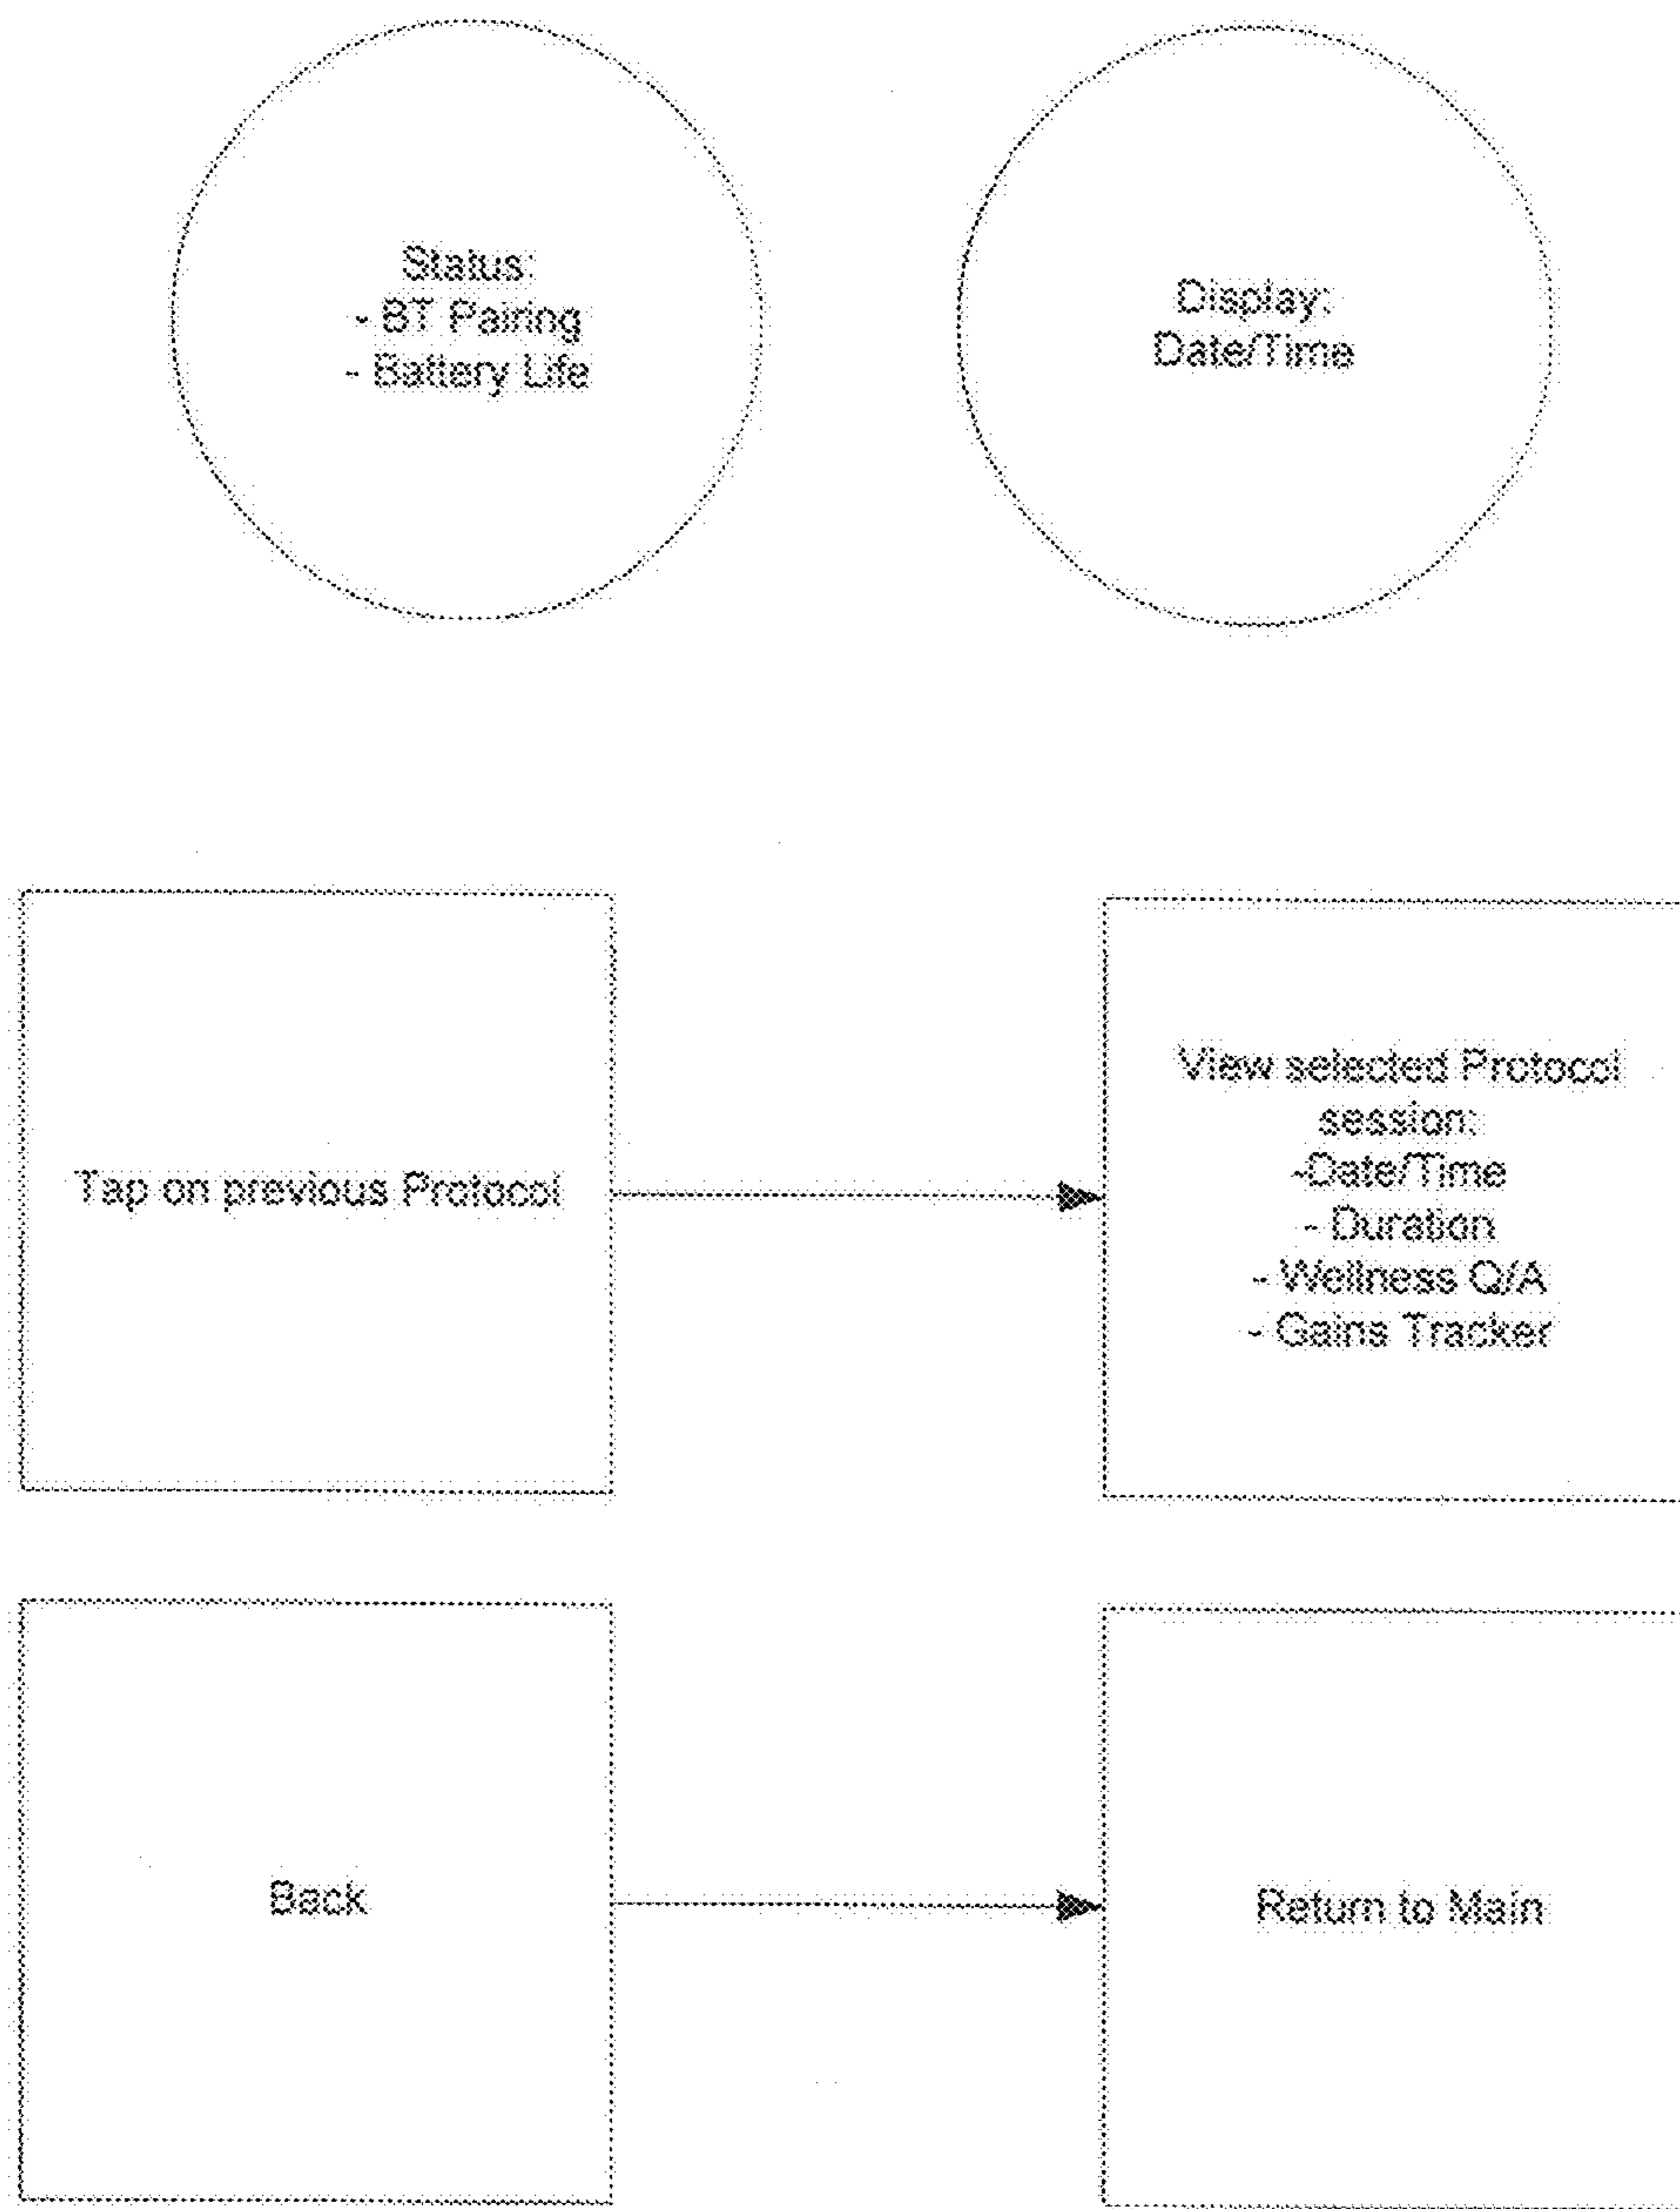 Status:
- BT Pairing
- Battery Life
Display:
Date/Time
Tap on previous Protocol
View selected Protocol
session:
-Date/Time
- Duration
- Wellness Q/A
- Gains Tracker
Back
Return to Main